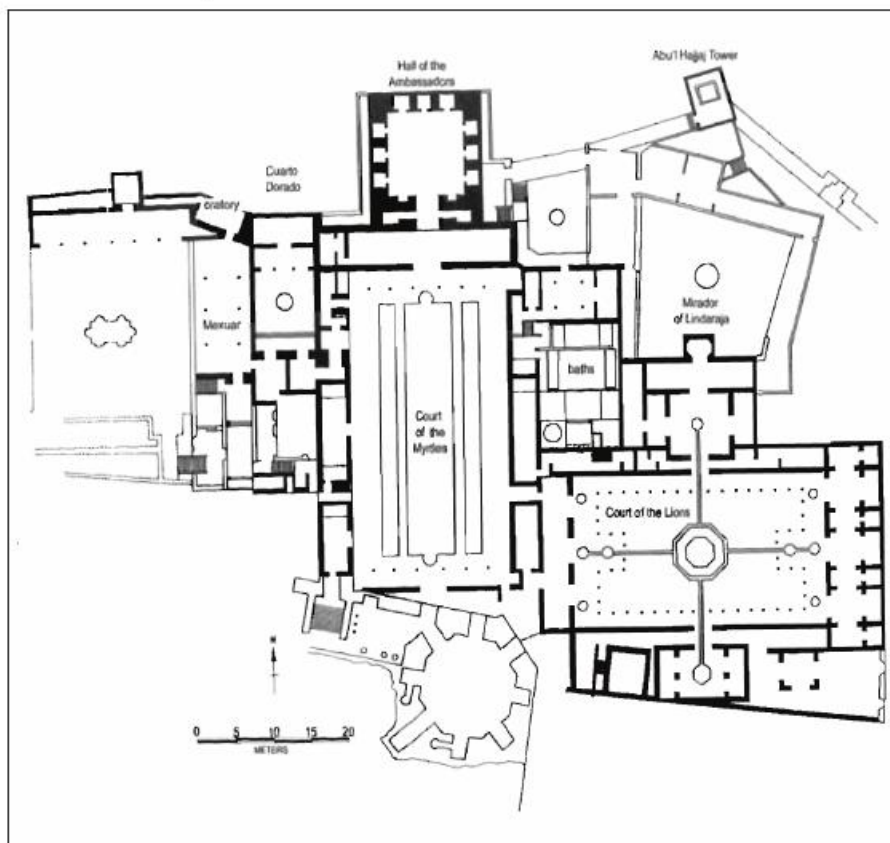 Hall of the
Ambassadors
Abu'l Hajjaj Tower
Cuarto
Dorado
oratory
Mexuar
Mirador
of Lindaraja
baths
Court
of the
Myrtles
Court of the Lions
N
0 5 10 15 20
METERS